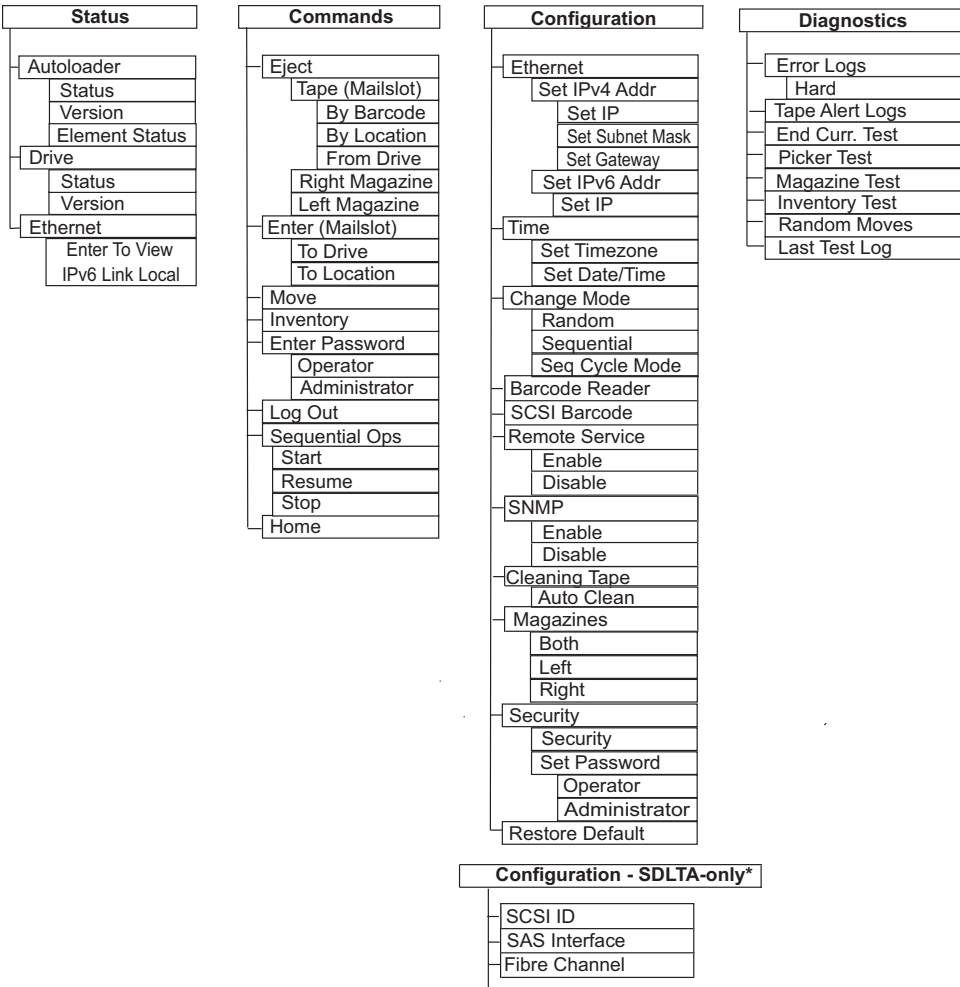 Status
Autoloader
Status
Version
Element Status
Drive
Status
Version
Ethernet
Enter To View
IPv6 Link Local
Commands
Eject
Tape (Mailslot)
By Barcode
By Location
From Drive
Right Magazine
Left Magazine
Enter (Mailslot)
To Drive
To Location
Move
Inventory
Enter Password
Operator
Administrator
Log Out
Sequential Ops
Start
Resume
Stop
Home
Configuration
Ethernet
Set IPv4 Addr
Set IP
Set Subnet Mask
Set Gateway
Set IPv6 Addr
Set IP
Time
Set Timezone
Set Date/Time
Change Mode
Random
Sequential
Seq Cycle Mode
Barcode Reader
SCSI Barcode
Remote Service
Enable
Disable
SNMP
Enable
Disable
Cleaning Tape
Auto Clean
Magazines
Both
Left
Right
Security
Security
Set Password
Operator
Administrator
Restore Default
Diagnostics
Error Logs
Hard
Tape Alert Logs
End Curr. Test
Picker Test
Magazine Test
Inventory Test
Random Moves
Last Test Log
Configuration - SDLTA-only*
SCSI ID
SAS Interface
Fibre Channel